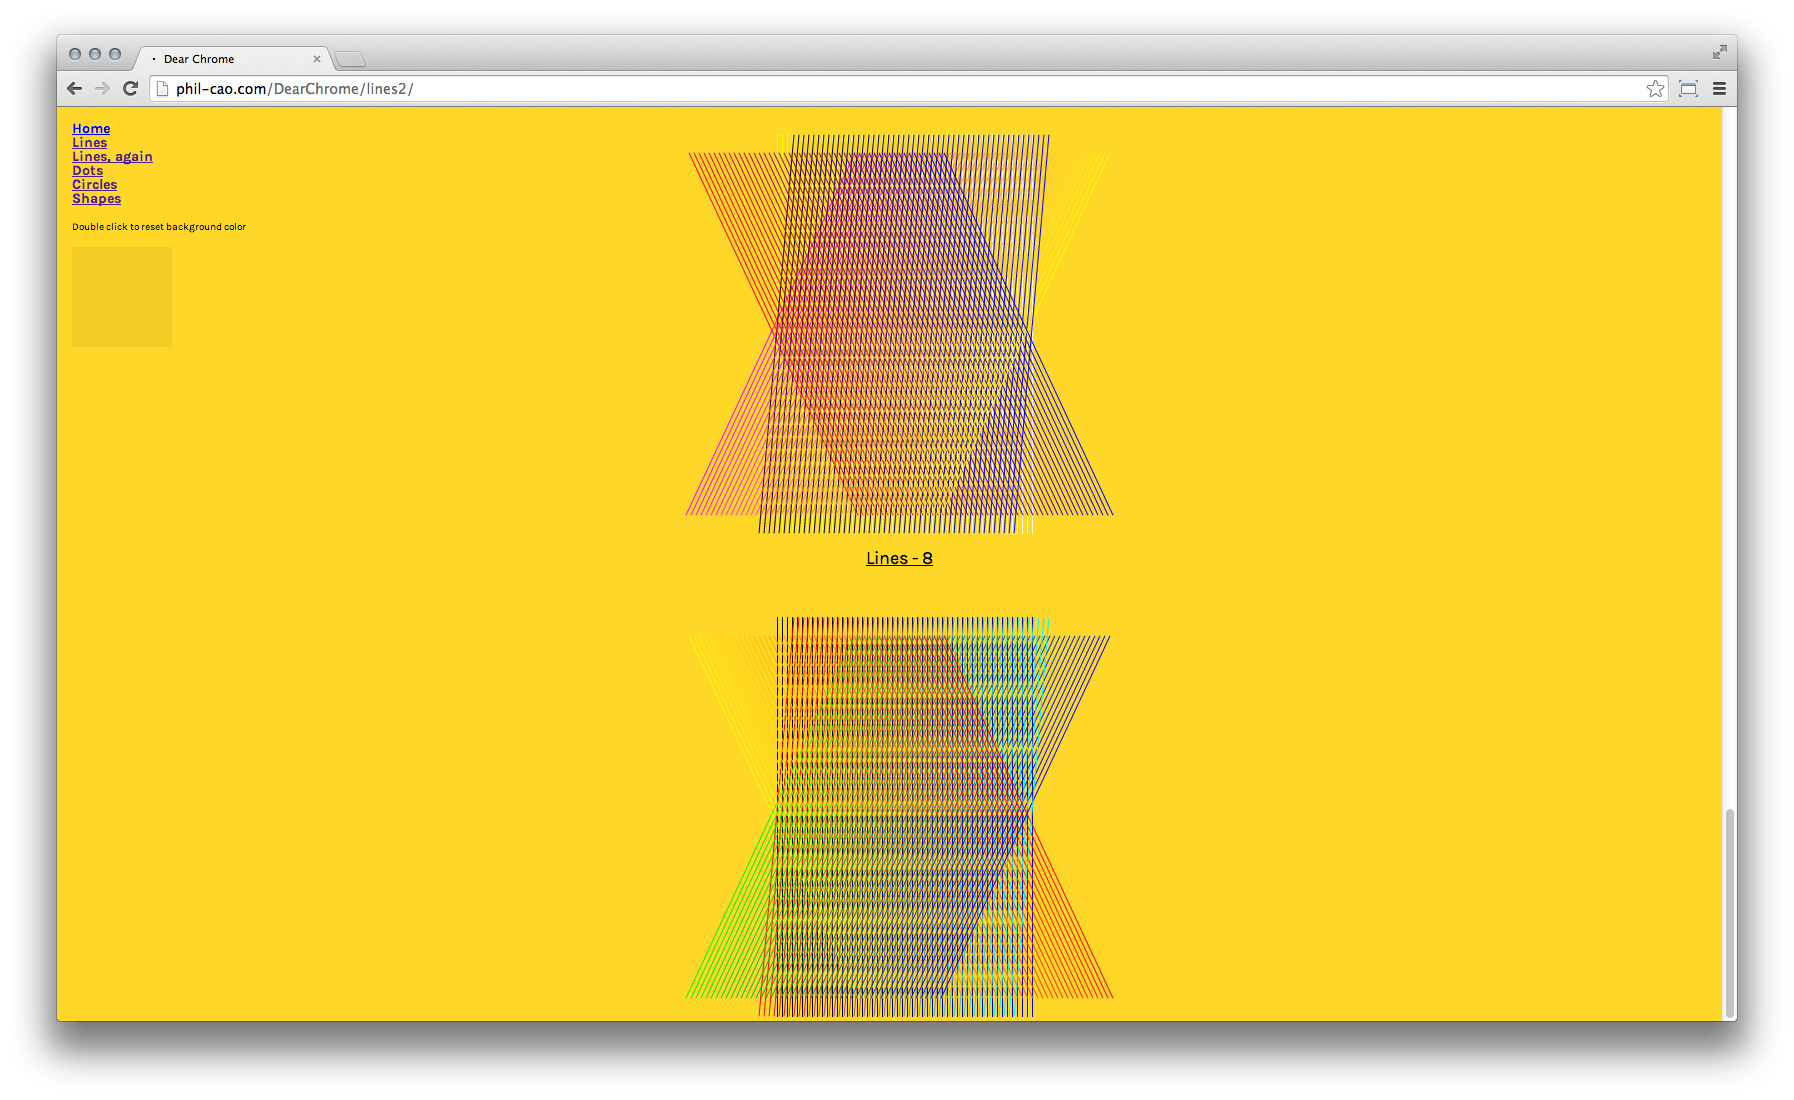 Dear Chrome
phil-cao.com/DearChrome/lines2/
Home
Lines
Lines, again
Dots
Circles
Shapes
Double click to reset background color
Lines - 8